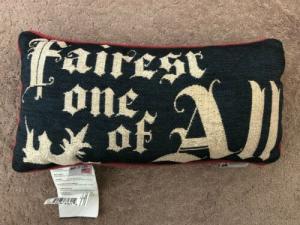 Fairest
one
of All